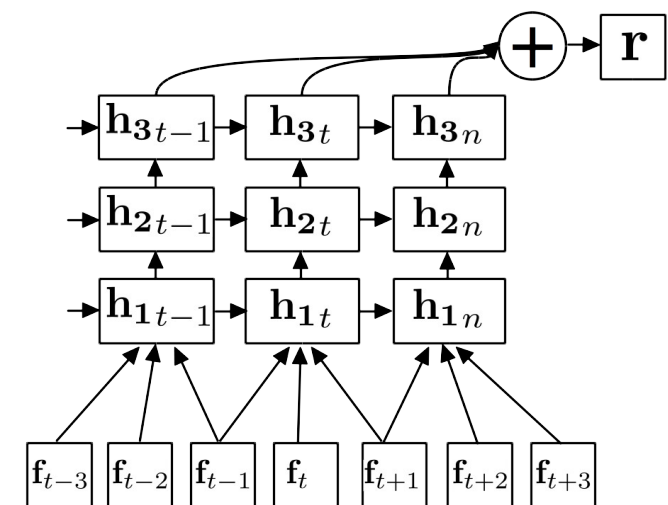 + r
h₃ₜ₋₁ h₃ₜ h₃ₙ
h₂ₜ₋₁ h₂ₜ h₂ₙ
h₁ₜ₋₁ h₁ₜ h₁ₙ
fₜ₋₃ fₜ₋₂ fₜ₋₁ fₜ fₜ₊₁ fₜ₊₂ fₜ₊₃